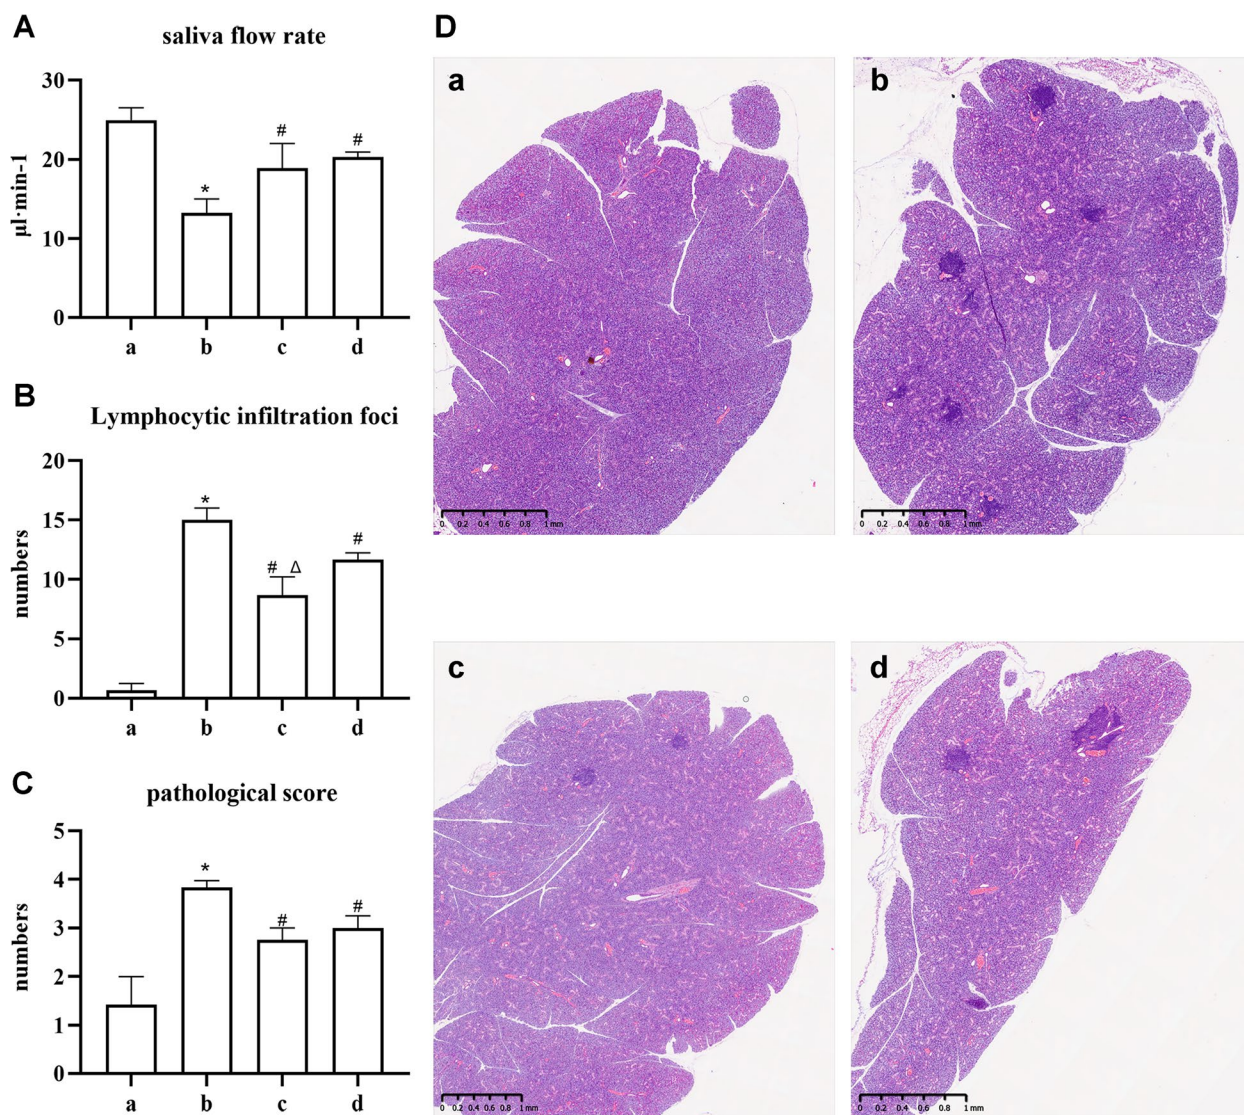 A
saliva flow rate
µl·min-1
30
20
10
0
*
#
#
a b c d
B
Lymphocytic infiltration foci
numbers
20
15
10
5
0
*
# Δ
#
a b c d
C
pathological score
numbers
5
4
3
2
1
0
*
#
#
a b c d
D
a
0 0.2 0.4 0.6 0.8 1 mm
b
0 0.2 0.4 0.6 0.8 1 mm
c
0 0.2 0.4 0.6 0.8 1 mm
d
0 0.2 0.4 0.6 0.8 1 mm